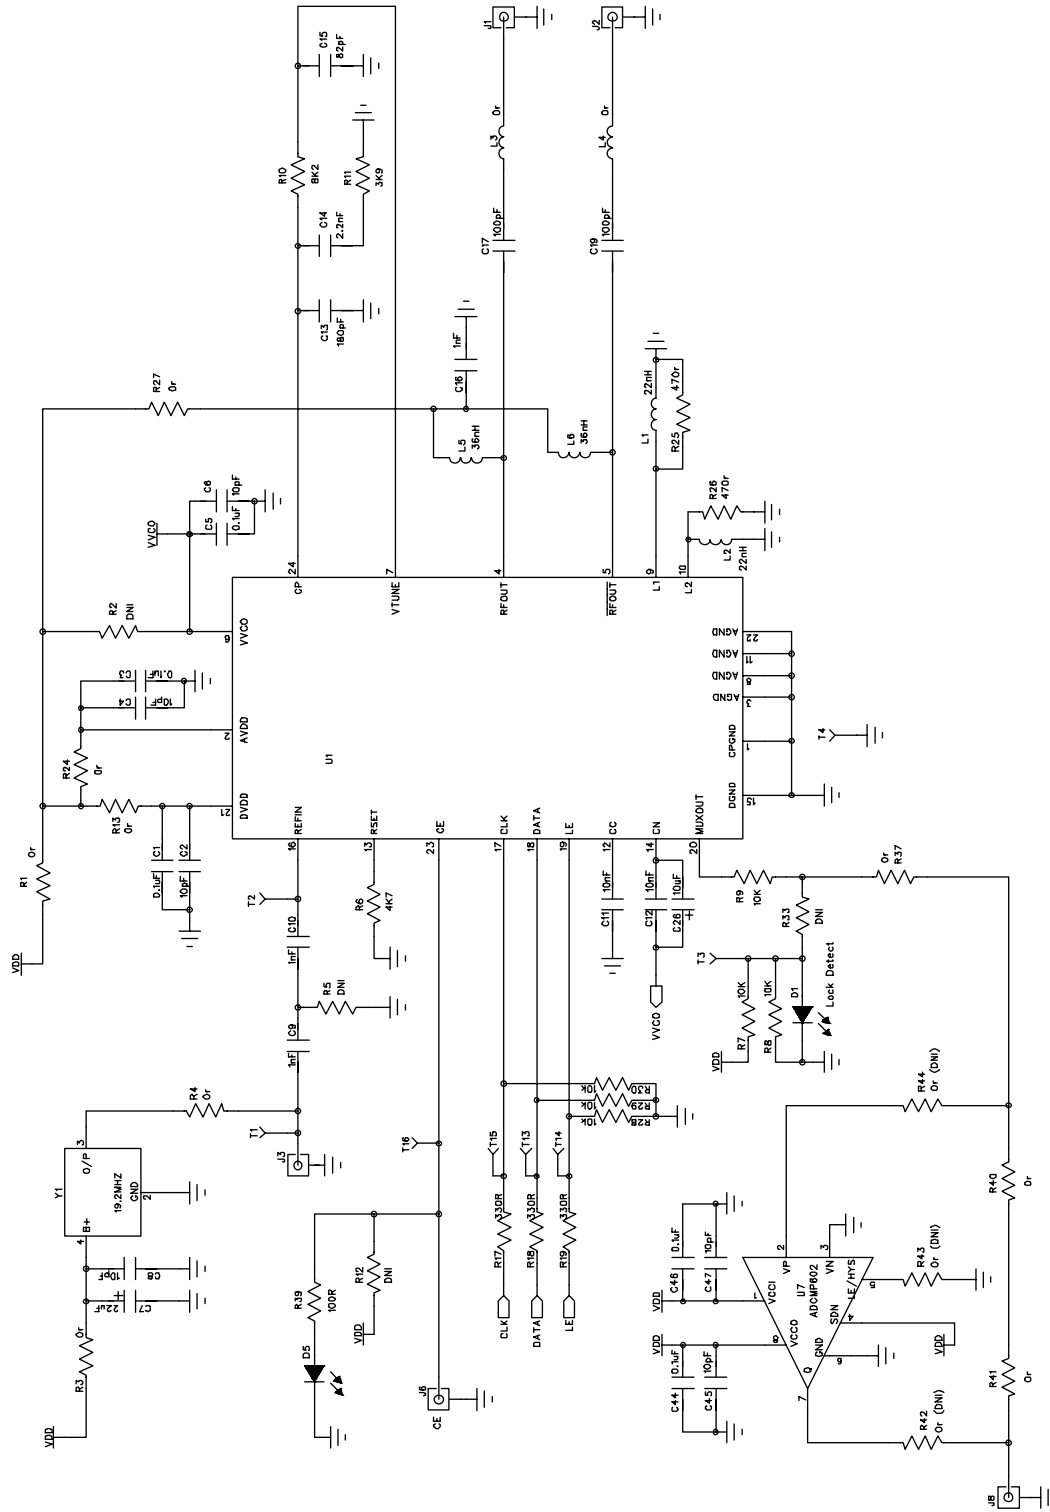 J1
J2
C15
82pF
L3
0r
L4
0r
R10
8K2
R11
3K9
C14
2.2nF
C17
100pF
C19
100pF
C13
180pF
R27
0r
C16
1nF
L5
36nH
L6
36nH
L1
22nH
R25
470r
R26
470r
L2
22nH
C6
10pF
C5
0.1uF
VVCO
R2
DNI
C3
0.1uF
C4
10pF
R24
0r
R13
0r
C1
0.1uF
C2
10pF
R1
0r
VDD
24
CP
7
VTUNE
4
RFOUT
5
RFOUT
9
L1
10
L2
6
VVCO
2
AVDD
21
DVDD
U1
AGND
22
AGND
11
AGND
8
AGND
3
CPGND
1
DGND
15
T4
REFIN
16
RSET
13
CE
23
CLK
17
DATA
18
LE
19
CC
12
CN
14
MUXOUT
20
T2
C10
1nF
R6
4K7
R5
DNI
C9
1nF
C11
10nF
C12
10nF
C26
10uF
+
VVCO
R9
10K
R33
DNI
0r
R37
T3
R7
10K
R8
10K
D1
Lock Detect
VDD
R4
0r
T1
J3
Y1
19.2MHZ
O/P
3
GND
2
B+
4
C8
10pF
C7
22uF
+
R3
0r
VDD
T16
R12
DNI
VDD
R39
100R
D5
J6
CE
R30
10k
R29
10k
R28
10k
T15
T13
T14
R17
330R
R18
330R
R19
330R
CLK
DATA
LE
R44
0r (DNI)
R40
0r
R43
0r (DNI)
R41
0r
R42
0r (DNI)
J8
C46
0.1uF
C47
10pF
VDD
C44
0.1uF
C45
10pF
VDD
U7
ADCMP602
VP
2
VN
3
VCCI
1
VCCO
8
LE/HYS
5
SDN
4
GND
6
Q
7
VDD